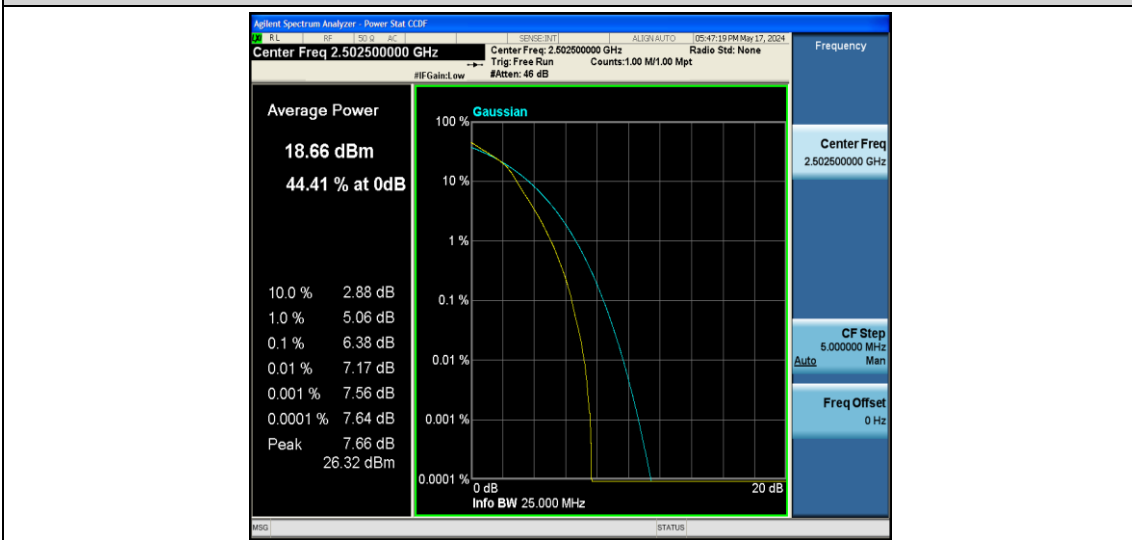 Agilent Spectrum Analyzer - Power Stat CCDF
RL RF 50 Ω AC SENSE:INT ALIGN AUTO 05:47:19 PM May 17, 2024
Center Freq 2.502500000 GHz
Center Freq: 2.502500000 GHz Radio Std: None
Trig: Free Run Counts:1.00 M/1.00 Mpt
#IFGain:Low #Atten: 46 dB
Frequency
Average Power
18.66 dBm
44.41 % at 0dB
10.0 % 2.88 dB
1.0 % 5.06 dB
0.1 % 6.38 dB
0.01 % 7.17 dB
0.001 % 7.56 dB
0.0001 % 7.64 dB
Peak 7.66 dB
26.32 dBm
Gaussian
100 %
10 %
1 %
0.1 %
0.01 %
0.001 %
0.0001 %
0 dB 20 dB
Info BW 25.000 MHz
Center Freq
2.502500000 GHz
CF Step
5.000000 MHz
Auto Man
Freq Offset
0 Hz
MSG STATUS